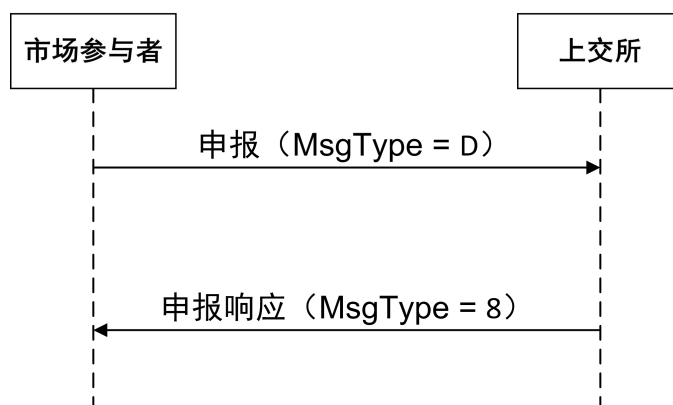 市场参与者
上交所
申报（MsgType = D）
申报响应（MsgType = 8）